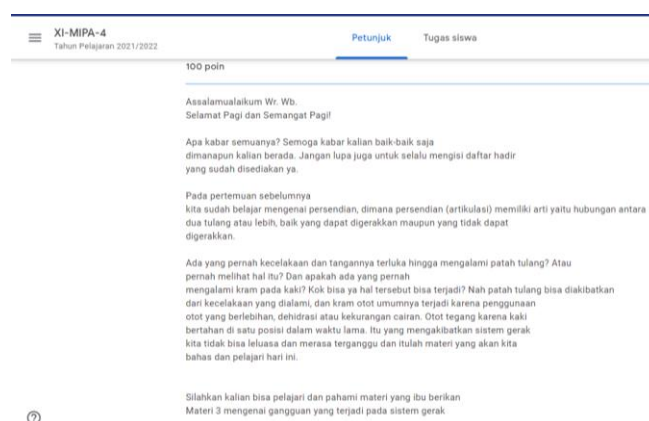 XI-MIPA-4
Tahun Pelajaran 2021/2022
Petunjuk
Tugas siswa
100 poin
Assalamualaikum Wr. Wb.
Selamat Pagi dan Semangat Pagi!
Apa kabar semuanya? Semoga kabar kalian baik-baik saja
dimanapun kalian berada. Jangan lupa juga untuk selalu mengisi daftar hadir
yang sudah disediakan ya.
Pada pertemuan sebelumnya
kita sudah belajar mengenai persendian, dimana persendian (artikulasi) memiliki arti yaitu hubungan antara
dua tulang atau lebih, baik yang dapat digerakkan maupun yang tidak dapat
digerakkan.
Ada yang pernah kecelakaan dan tangannya terluka hingga mengalami patah tulang? Atau
pernah melihat hal itu? Dan apakah ada yang pernah
mengalami kram pada kaki? Kok bisa ya hal tersebut bisa terjadi? Nah patah tulang bisa diakibatkan
dari kecelakaan yang dialami, dan kram otot umumnya terjadi karena penggunaan
otot yang berlebihan, dehidrasi atau kekurangan cairan. Otot tegang karena kaki
bertahan di satu posisi dalam waktu lama. Itu yang mengakibatkan sistem gerak
kita tidak bisa leluasa dan merasa terganggu dan itulah materi yang akan kita
bahas dan pelajari hari ini.
Silahkan kalian bisa pelajari dan pahami materi yang ibu berikan
Materi 3 mengenai gangguan yang terjadi pada sistem gerak